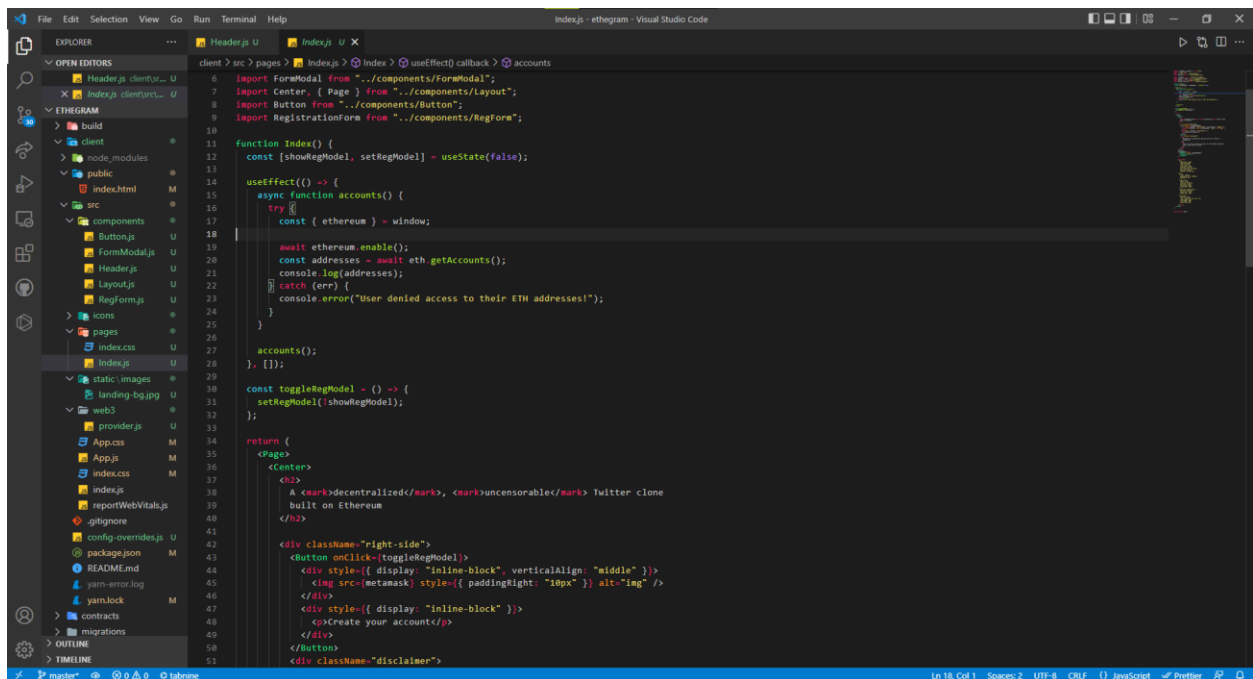 File Edit Selection View Go Run Terminal Help
Index.js - ethegram - Visual Studio Code
EXPLORER
OPEN EDITORS
Header.js client\sr... U
Index.js client\src\... U
ETHEGRAM
build
client
node_modules
public
index.html M
src
components
Button.js U
FormModal.js U
Header.js U
Layout.js U
RegForm.js U
icons
pages
index.css U
Index.js U
static \ images
landing-bg.jpg U
web3
provider.js U
App.css M
App.js M
index.css M
index.js
reportWebVitals.js
.gitignore
config-overrides.js U
package.json M
README.md
yarn-error.log
yarn.lock M
contracts
migrations
OUTLINE
TIMELINE
30
Header.js U Index.js U
client > src > pages > Index.js > Index > useEffect() callback > accounts
6 import FormModal from "../components/FormModal";
7 import Center, { Page } from "../components/Layout";
8 import Button from "../components/Button";
9 import RegistrationForm from "../components/RegForm";
10
11 function Index() {
12 const [showRegModel, setRegModel] = useState(false);
13
14 useEffect(() => {
15 async function accounts() {
16 try {
17 const { ethereum } = window;
18
19 await ethereum.enable();
20 const addresses = await eth.getAccounts();
21 console.log(addresses);
22 } catch (err) {
23 console.error("User denied access to their ETH addresses!");
24 }
25 }
26
27 accounts();
28 }, []);
29
30 const toggleRegModel = () => {
31 setRegModel(!showRegModel);
32 };
33
34 return (
35 <Page>
36 <Center>
37 <h2>
38 A <mark>decentralized</mark>, <mark>uncensorable</mark> Twitter clone
39 built on Ethereum
40 </h2>
41
42 <div className="right-side">
43 <Button onClick={toggleRegModel}>
44 <div style={{ display: "inline-block", verticalAlign: "middle" }}>
45 <img src={metamask} style={{ paddingRight: "10px" }} alt="img" />
46 </div>
47 <div style={{ display: "inline-block" }}>
48 <p>Create your account</p>
49 </div>
50 </Button>
51 <div className="disclaimer">
master* 0 0 0 tabnine
Ln 18, Col 1 Spaces: 2 UTF-8 CRLF {} JavaScript Prettier